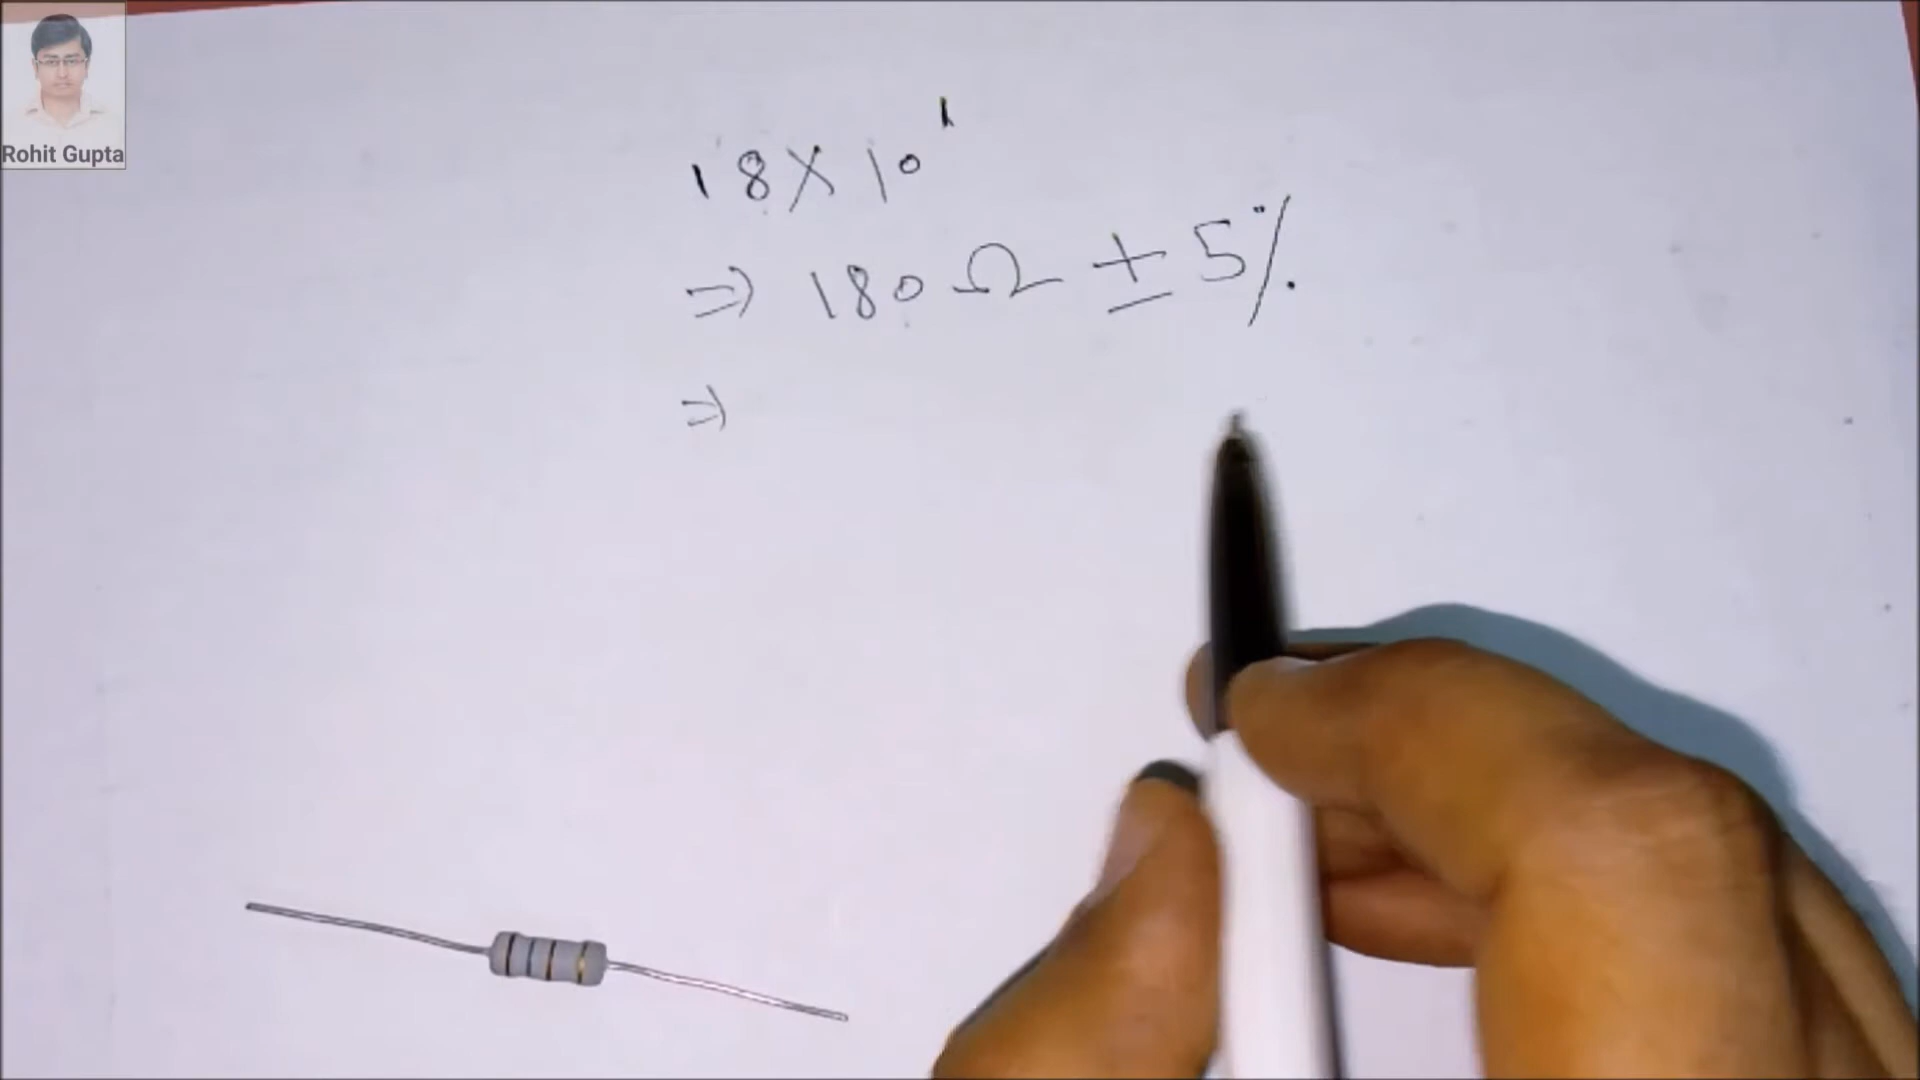 Rohit Gupta
18 X 10¹
=> 180 Ω ± 5%
=>